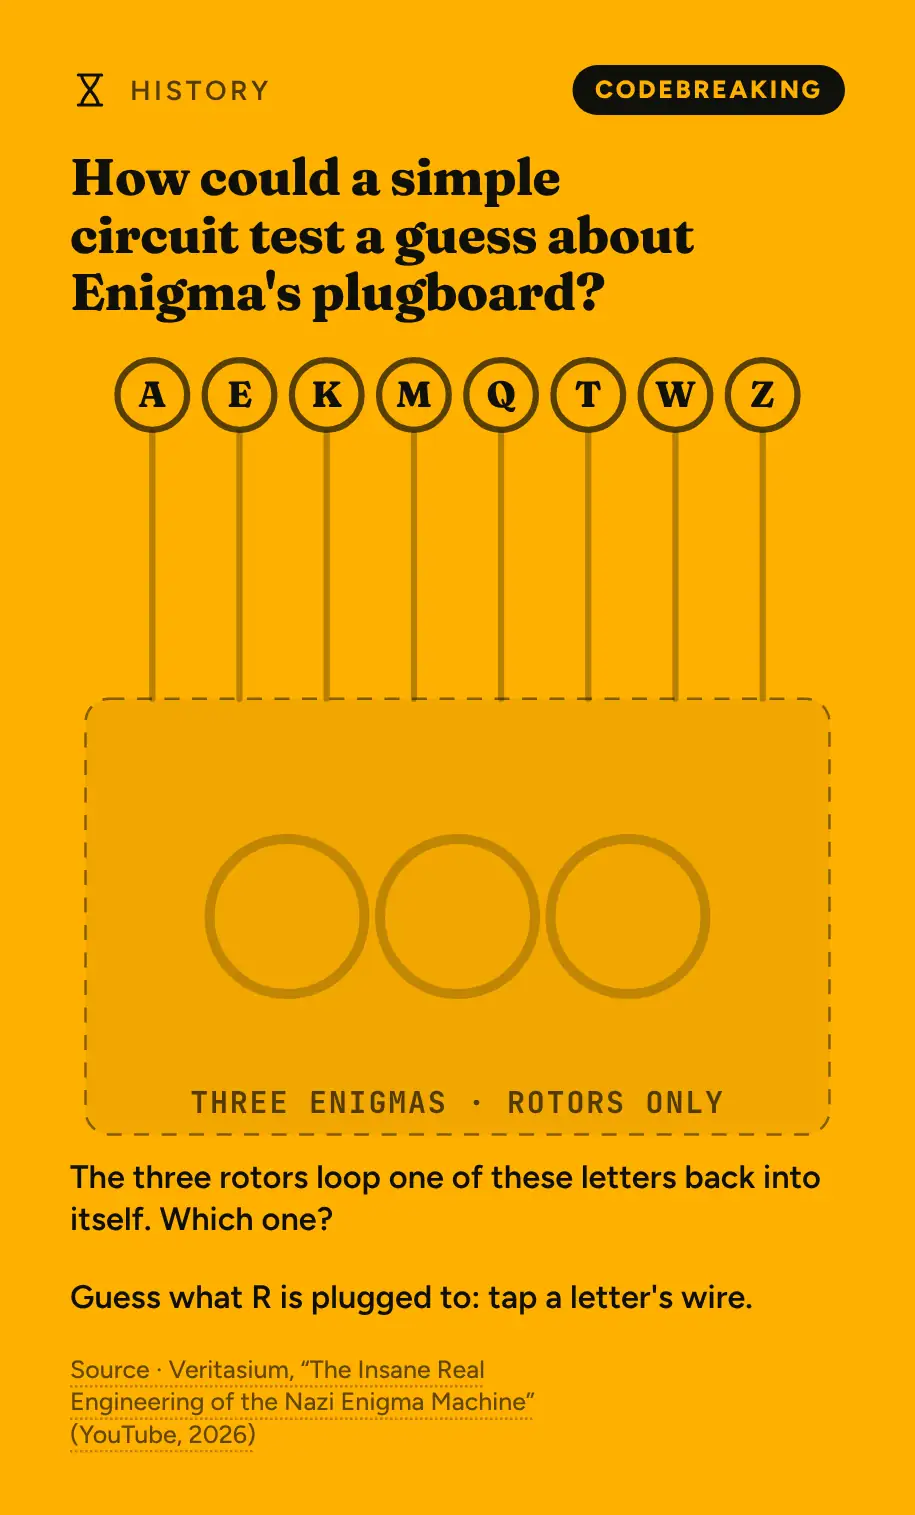 HISTORY
CODEBREAKING
How could a simple
circuit test a guess about
Enigma's plugboard?
A E K M Q T W Z
THREE ENIGMAS · ROTORS ONLY
The three rotors loop one of these letters back into
itself. Which one?
Guess what R is plugged to: tap a letter's wire.
Source · Veritasium, “The Insane Real
Engineering of the Nazi Enigma Machine”
(YouTube, 2026)